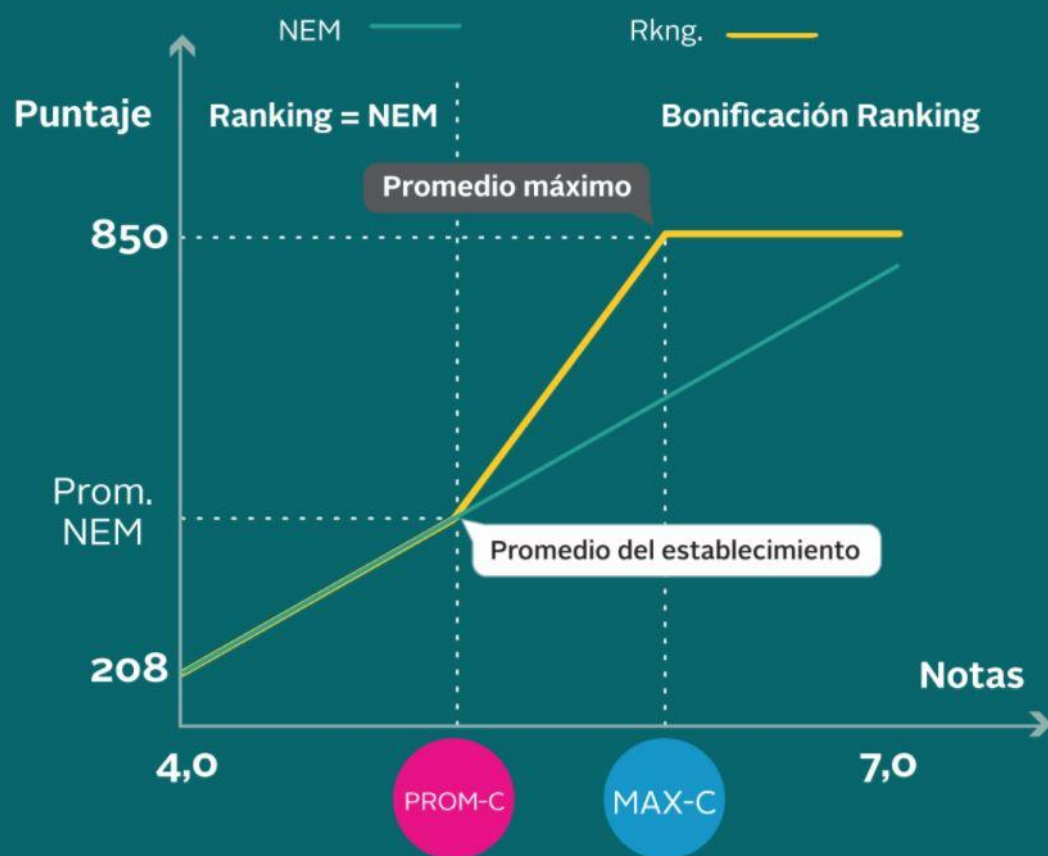 NEM
Rkng.
Puntaje
Ranking = NEM
Bonificación Ranking
Promedio máximo
850
Prom.
NEM
Promedio del establecimiento
208
Notas
4,0
7,0
PROM-C
MAX-C